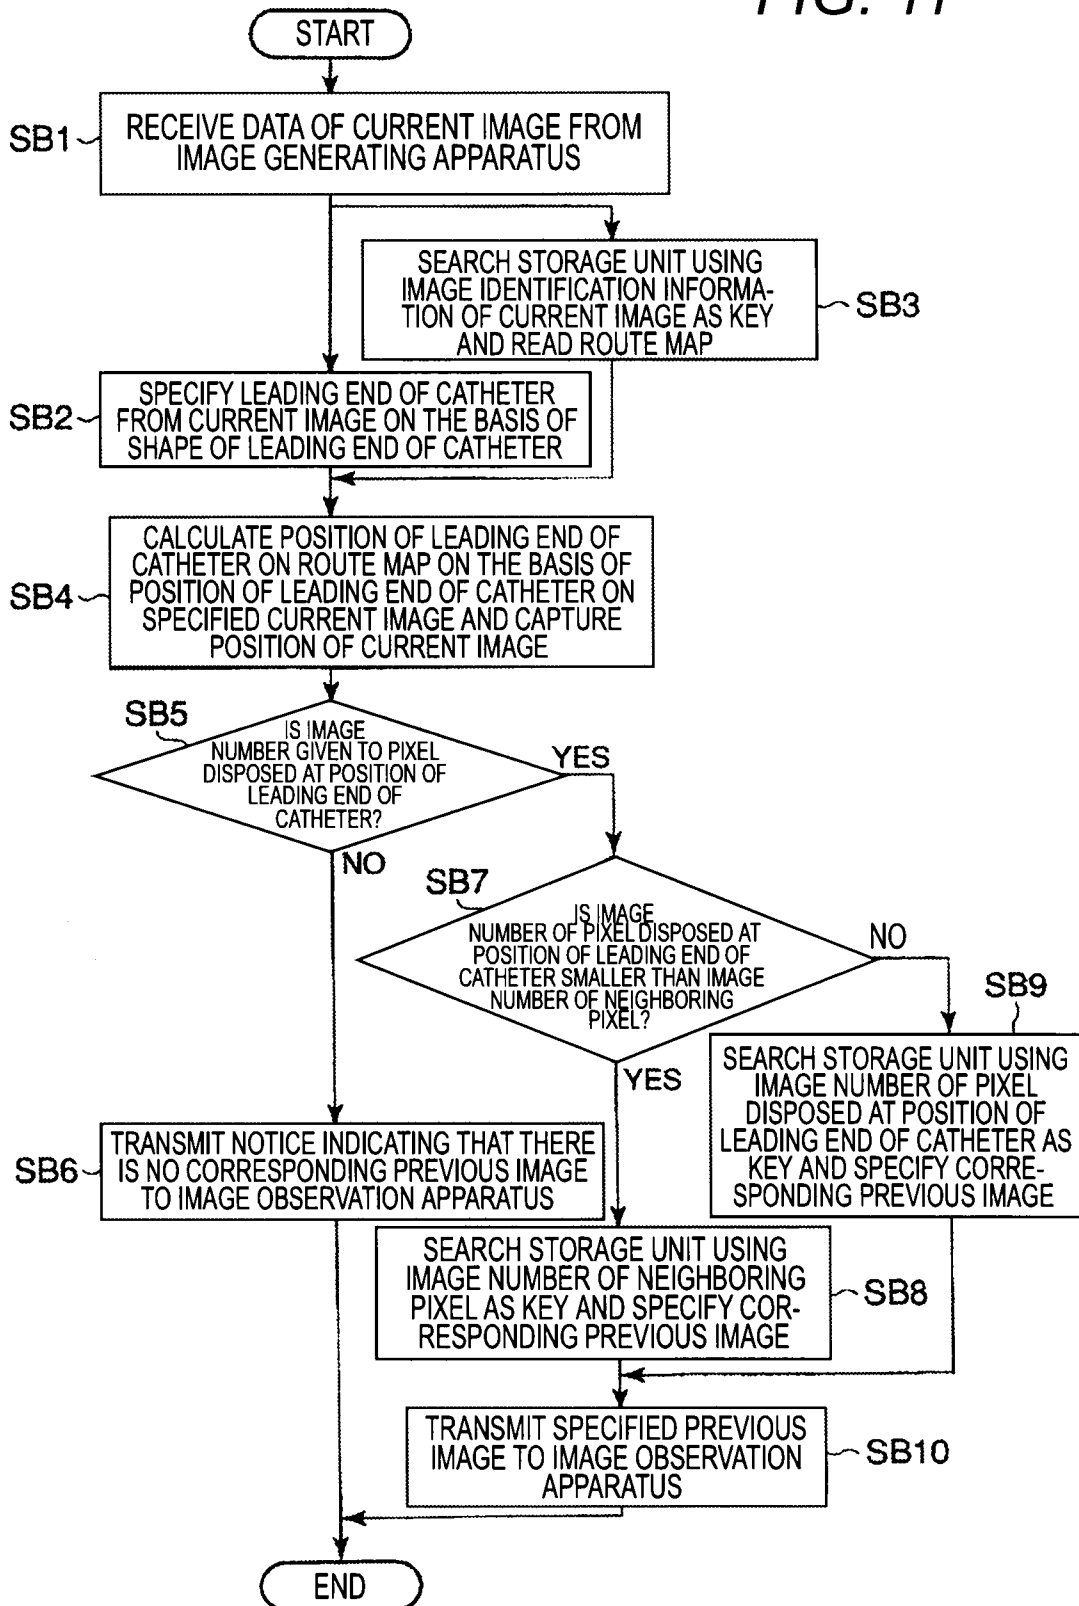 FIG. 11
START
SB1
RECEIVE DATA OF CURRENT IMAGE FROM
IMAGE GENERATING APPARATUS
SEARCH STORAGE UNIT USING
IMAGE IDENTIFICATION INFORMA-
TION OF CURRENT IMAGE AS KEY
AND READ ROUTE MAP
SB3
SB2
SPECIFY LEADING END OF CATHETER
FROM CURRENT IMAGE ON THE BASIS OF
SHAPE OF LEADING END OF CATHETER
SB4
CALCULATE POSITION OF LEADING END OF
CATHETER ON ROUTE MAP ON THE BASIS OF
POSITION OF LEADING END OF CATHETER ON
SPECIFIED CURRENT IMAGE AND CAPTURE
POSITION OF CURRENT IMAGE
SB5
IS IMAGE
NUMBER GIVEN TO PIXEL
DISPOSED AT POSITION OF
LEADING END OF
CATHETER?
YES
NO
SB7
IS IMAGE
NUMBER OF PIXEL DISPOSED AT
POSITION OF LEADING END OF
CATHETER SMALLER THAN IMAGE
NUMBER OF NEIGHBORING
PIXEL?
NO
YES
SB9
SEARCH STORAGE UNIT USING
IMAGE NUMBER OF PIXEL
DISPOSED AT POSITION OF
LEADING END OF CATHETER AS
KEY AND SPECIFY CORRE-
SPONDING PREVIOUS IMAGE
SB6
TRANSMIT NOTICE INDICATING THAT THERE
IS NO CORRESPONDING PREVIOUS IMAGE
TO IMAGE OBSERVATION APPARATUS
SEARCH STORAGE UNIT USING
IMAGE NUMBER OF NEIGHBORING
PIXEL AS KEY AND SPECIFY COR-
RESPONDING PREVIOUS IMAGE
SB8
TRANSMIT SPECIFIED PREVIOUS
IMAGE TO IMAGE OBSERVATION
APPARATUS
SB10
END